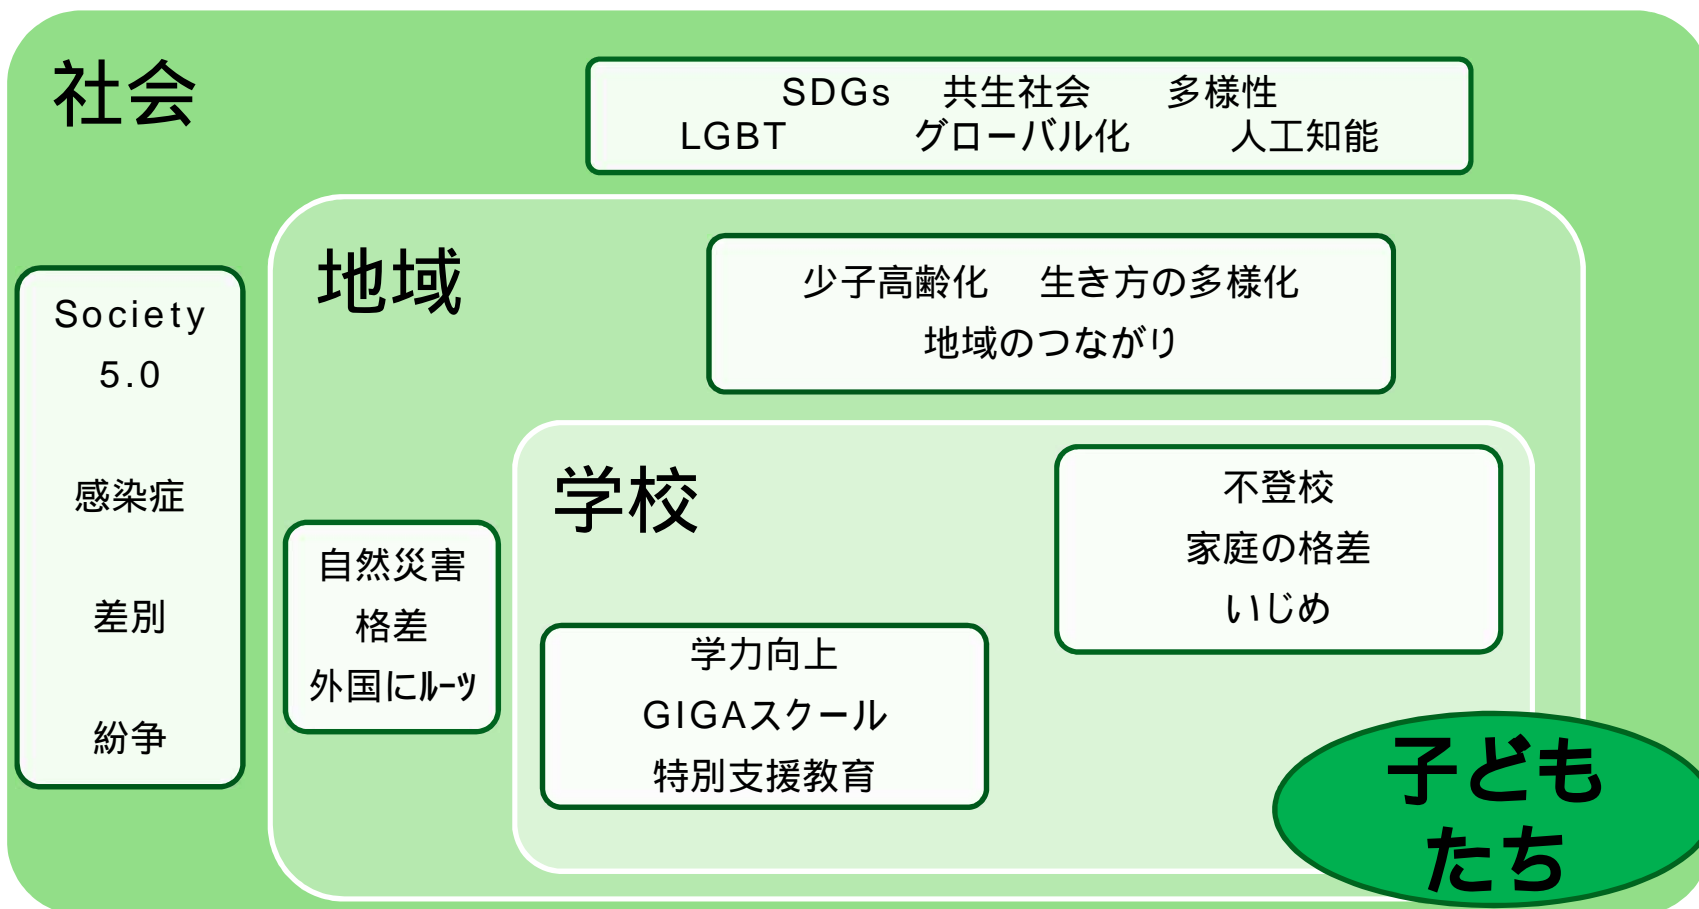 社会
SDGs 共生社会 多様性
LGBT グローバル化 人工知能
Society
5.0
感染症
差別
紛争
地域
少子高齢化 生き方の多様化
地域のつながり
自然災害
格差
外国にルーツ
学校
不登校
家庭の格差
いじめ
学力向上
GIGAスクール
特別支援教育
子ども
たち